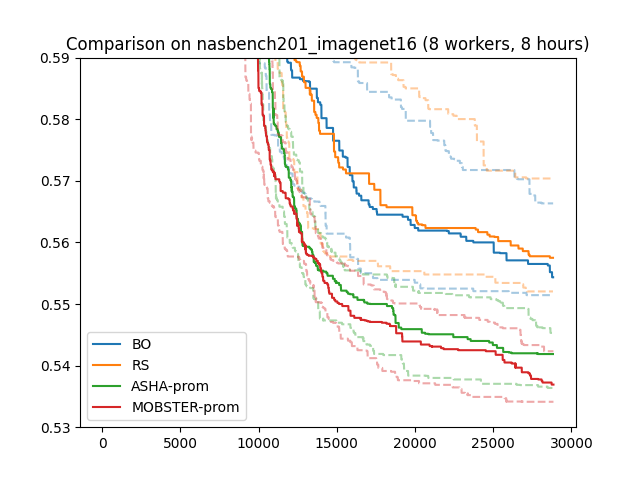 Comparison on nasbench201_imagenet16 (8 workers, 8 hours)
0.59
0.58
0.57
0.56
0.55
0.54
0.53
BO
RS
ASHA-prom
MOBSTER-prom
0 5000 10000 15000 20000 25000 30000